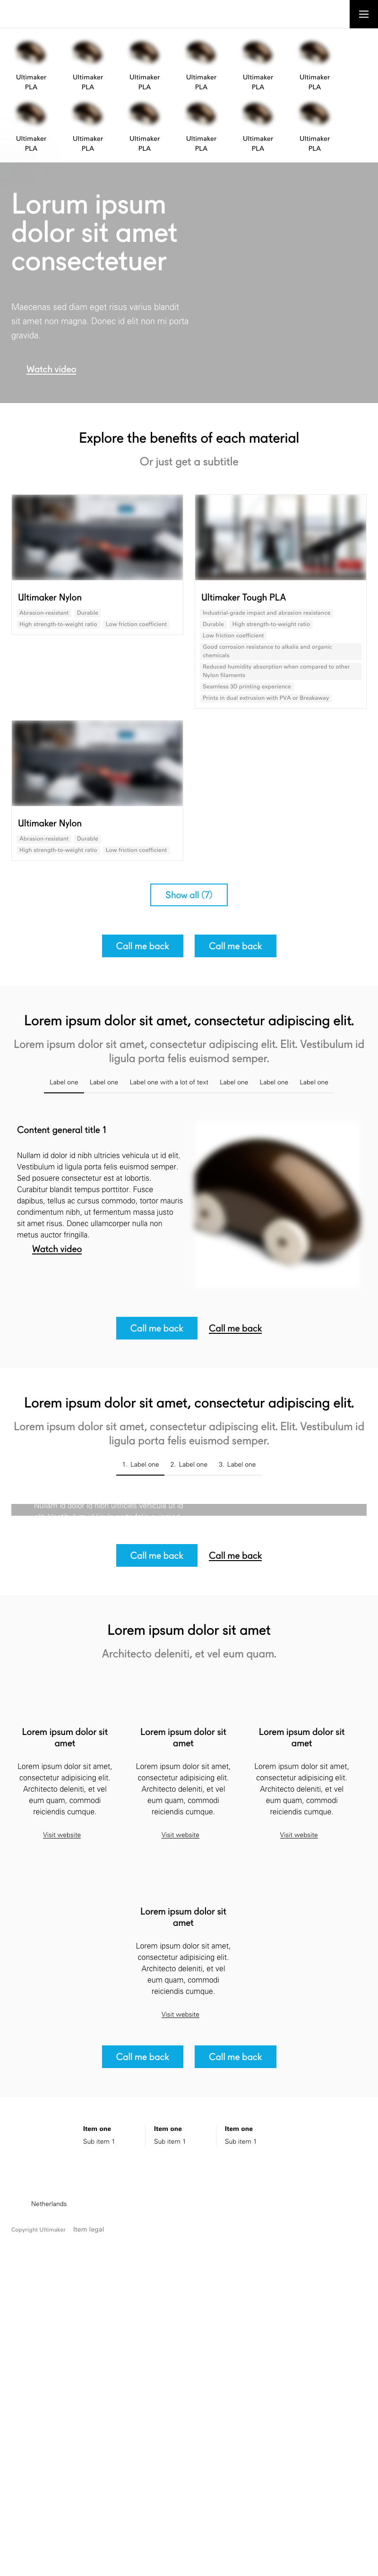 Ultimaker Ultimaker Ultimaker Ultimaker Ultimaker Ultimaker
PLA PLA PLA PLA PLA PLA
Ultimaker Ultimaker Ultimaker Ultimaker Ultimaker Ultimaker
PLA PLA PLA PLA PLA PLA
Lorum ipsum
dolor sit amet
consectetuer
Maecenas sed diam eget risus varius blandit
sit amet non magna. Donec id elit non mi porta
gravida.
Watch video
Explore the benefits of each material
Or just get a subtitle
Ultimaker Nylon
Abrasion-resistant Durable
High strength-to-weight ratio Low friction coefficient
Ultimaker Tough PLA
Industrial-grade impact and abrasion resistance
Durable High strength-to-weight ratio
Low friction coefficient
Good corrosion resistance to alkalis and organic
chemicals
Reduced humidity absorption when compared to other
Nylon filaments
Seamless 3D printing experience
Prints in dual extrusion with PVA or Breakaway
Ultimaker Nylon
Abrasion-resistant Durable
High strength-to-weight ratio Low friction coefficient
Show all (7)
Call me back Call me back
Lorem ipsum dolor sit amet, consectetur adipiscing elit.
Lorem ipsum dolor sit amet, consectetur adipiscing elit. Elit. Vestibulum id
ligula porta felis euismod semper.
Label one Label one Label one with a lot of text Label one Label one Label one
Content general title 1
Nullam id dolor id nibh ultricies vehicula ut id elit.
Vestibulum id ligula porta felis euismod semper.
Sed posuere consectetur est at lobortis.
Curabitur blandit tempus porttitor. Fusce
dapibus, tellus ac cursus commodo, tortor mauris
condimentum nibh, ut fermentum massa justo
sit amet risus. Donec ullamcorper nulla non
metus auctor fringilla.
Watch video
Call me back Call me back
Lorem ipsum dolor sit amet, consectetur adipiscing elit.
Lorem ipsum dolor sit amet, consectetur adipiscing elit. Elit. Vestibulum id
ligula porta felis euismod semper.
1. Label one 2. Label one 3. Label one
Nullam id dolor id nibh ultricies vehicula ut id
Call me back Call me back
Lorem ipsum dolor sit amet
Architecto deleniti, et vel eum quam.
Lorem ipsum dolor sit
amet
Lorem ipsum dolor sit amet,
consectetur adipisicing elit.
Architecto deleniti, et vel
eum quam, commodi
reiciendis cumque.
Visit website
Lorem ipsum dolor sit
amet
Lorem ipsum dolor sit amet,
consectetur adipisicing elit.
Architecto deleniti, et vel
eum quam, commodi
reiciendis cumque.
Visit website
Lorem ipsum dolor sit
amet
Lorem ipsum dolor sit amet,
consectetur adipisicing elit.
Architecto deleniti, et vel
eum quam, commodi
reiciendis cumque.
Visit website
Lorem ipsum dolor sit
amet
Lorem ipsum dolor sit amet,
consectetur adipisicing elit.
Architecto deleniti, et vel
eum quam, commodi
reiciendis cumque.
Visit website
Call me back Call me back
Item one Item one Item one
Sub item 1 Sub item 1 Sub item 1
Netherlands
Copyright Ultimaker Item legal